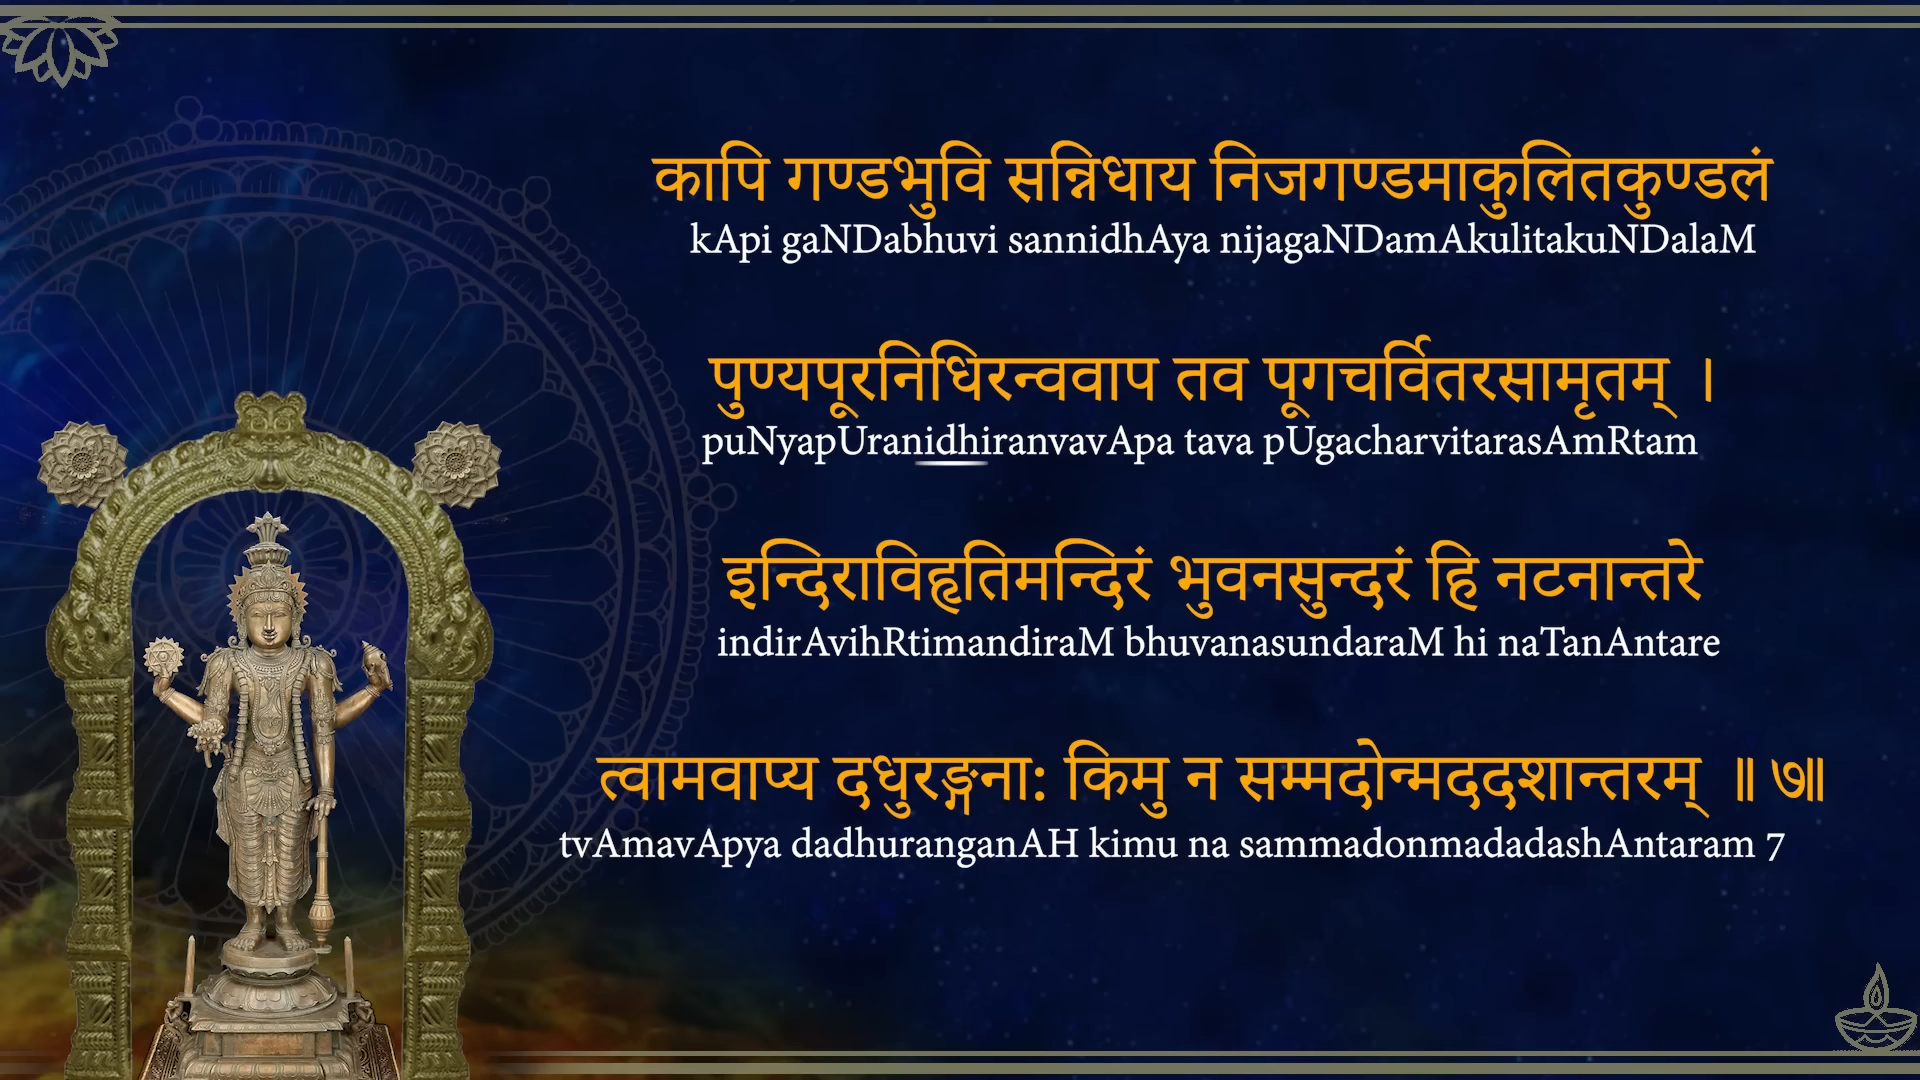 कापि गण्डभुवि सन्निधाय निजगण्डमाकुलितकुण्डलं
kApi gaNDabhuvi sannidhAya nijagaNDamAkulitakuNDalaM
पुण्यपूरनिधिरन्ववाप तव पूगचर्वितरसामृतम् ।
puNyapUranidhiranvavApa tava pUgacharvitarasAmRtam
इन्दिराविहृतिमन्दिरं भुवनसुन्दरं हि नटनान्तरे
indirAvihRtimandiraM bhuvanasundaraM hi naTanAntare
त्वामवाप्य दधुरङ्गना: किमु न सम्मदोन्मददशान्तरम् ॥ ७॥
tvAmavApya dadhuranganAH kimu na sammadonmadadashAntaram 7